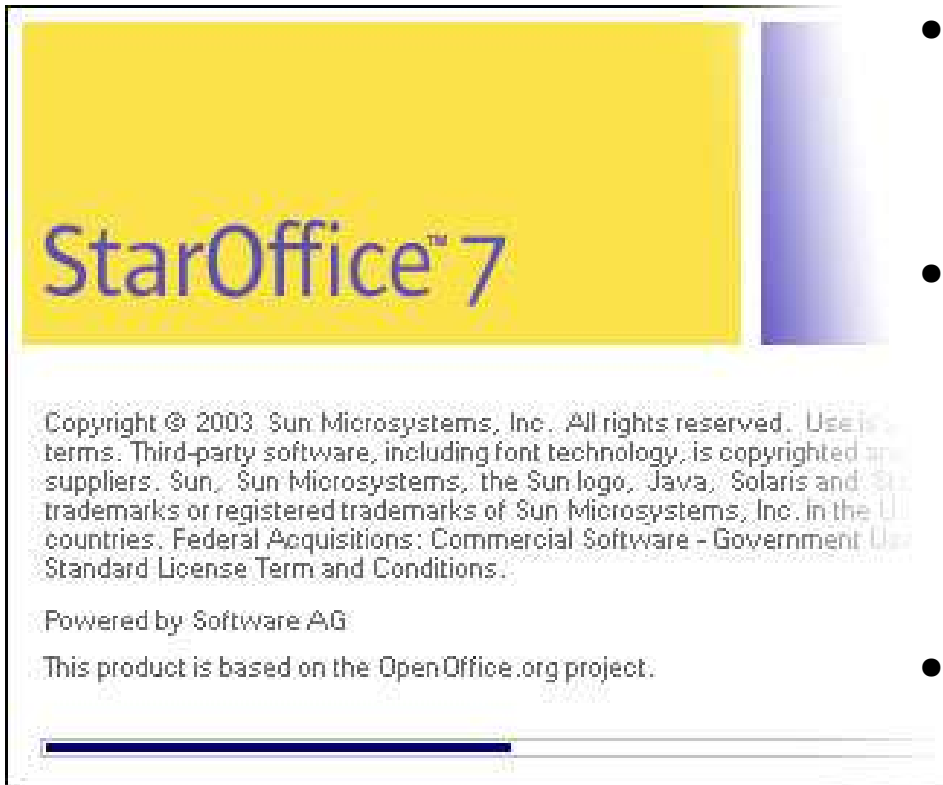 StarOffice™ 7
Copyright © 2003 Sun Microsystems, Inc. All rights reserved. Use is
terms. Third-party software, including font technology, is copyrighted
suppliers. Sun, Sun Microsystems, the Sun logo, Java, Solaris and
trademarks or registered trademarks of Sun Microsystems, Inc. in the
countries. Federal Acquisitions: Commercial Software - Government
Standard License Term and Conditions.
Powered by Software AG
This product is based on the OpenOffice.org project.